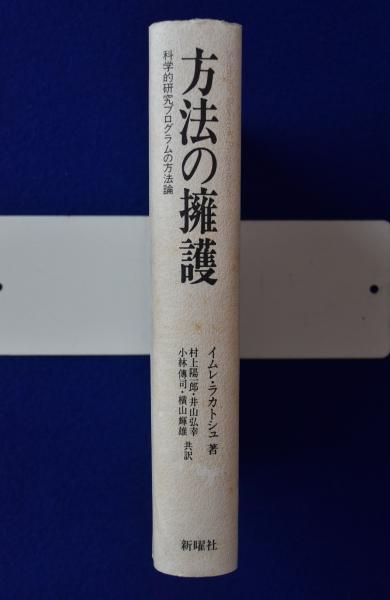 方法の擁護
科学的研究プログラムの方法論
イムレ・ラカトシュ 著
村上陽一郎・井山弘幸
小林傳司・横山輝雄 共訳
新曜社